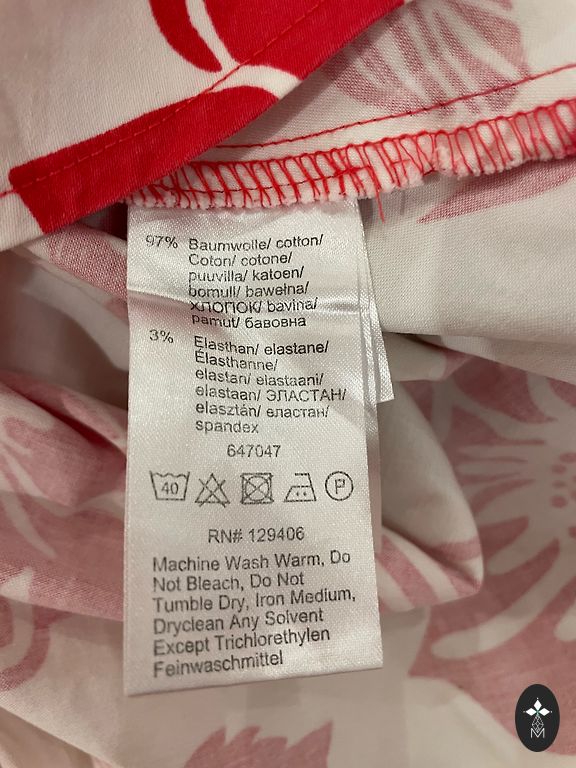 97% Baumwolle/ cotton/
Coton/ cotone/
puuvilla/ katoen/
bomull/ bawełna/
ХЛОПОК/ bavlna/
pamut/ бавовна
3% Elasthan/ elastane/
Élasthanne/
elastan/ elastaani/
elastaan/ ЭЛАСТАН/
elasztán/ еластан/
spandex
647047
40
P
RN# 129406
Machine Wash Warm, Do
Not Bleach, Do Not
Tumble Dry, Iron Medium,
Dryclean Any Solvent
Except Trichlorethylen
Feinwaschmittel
M